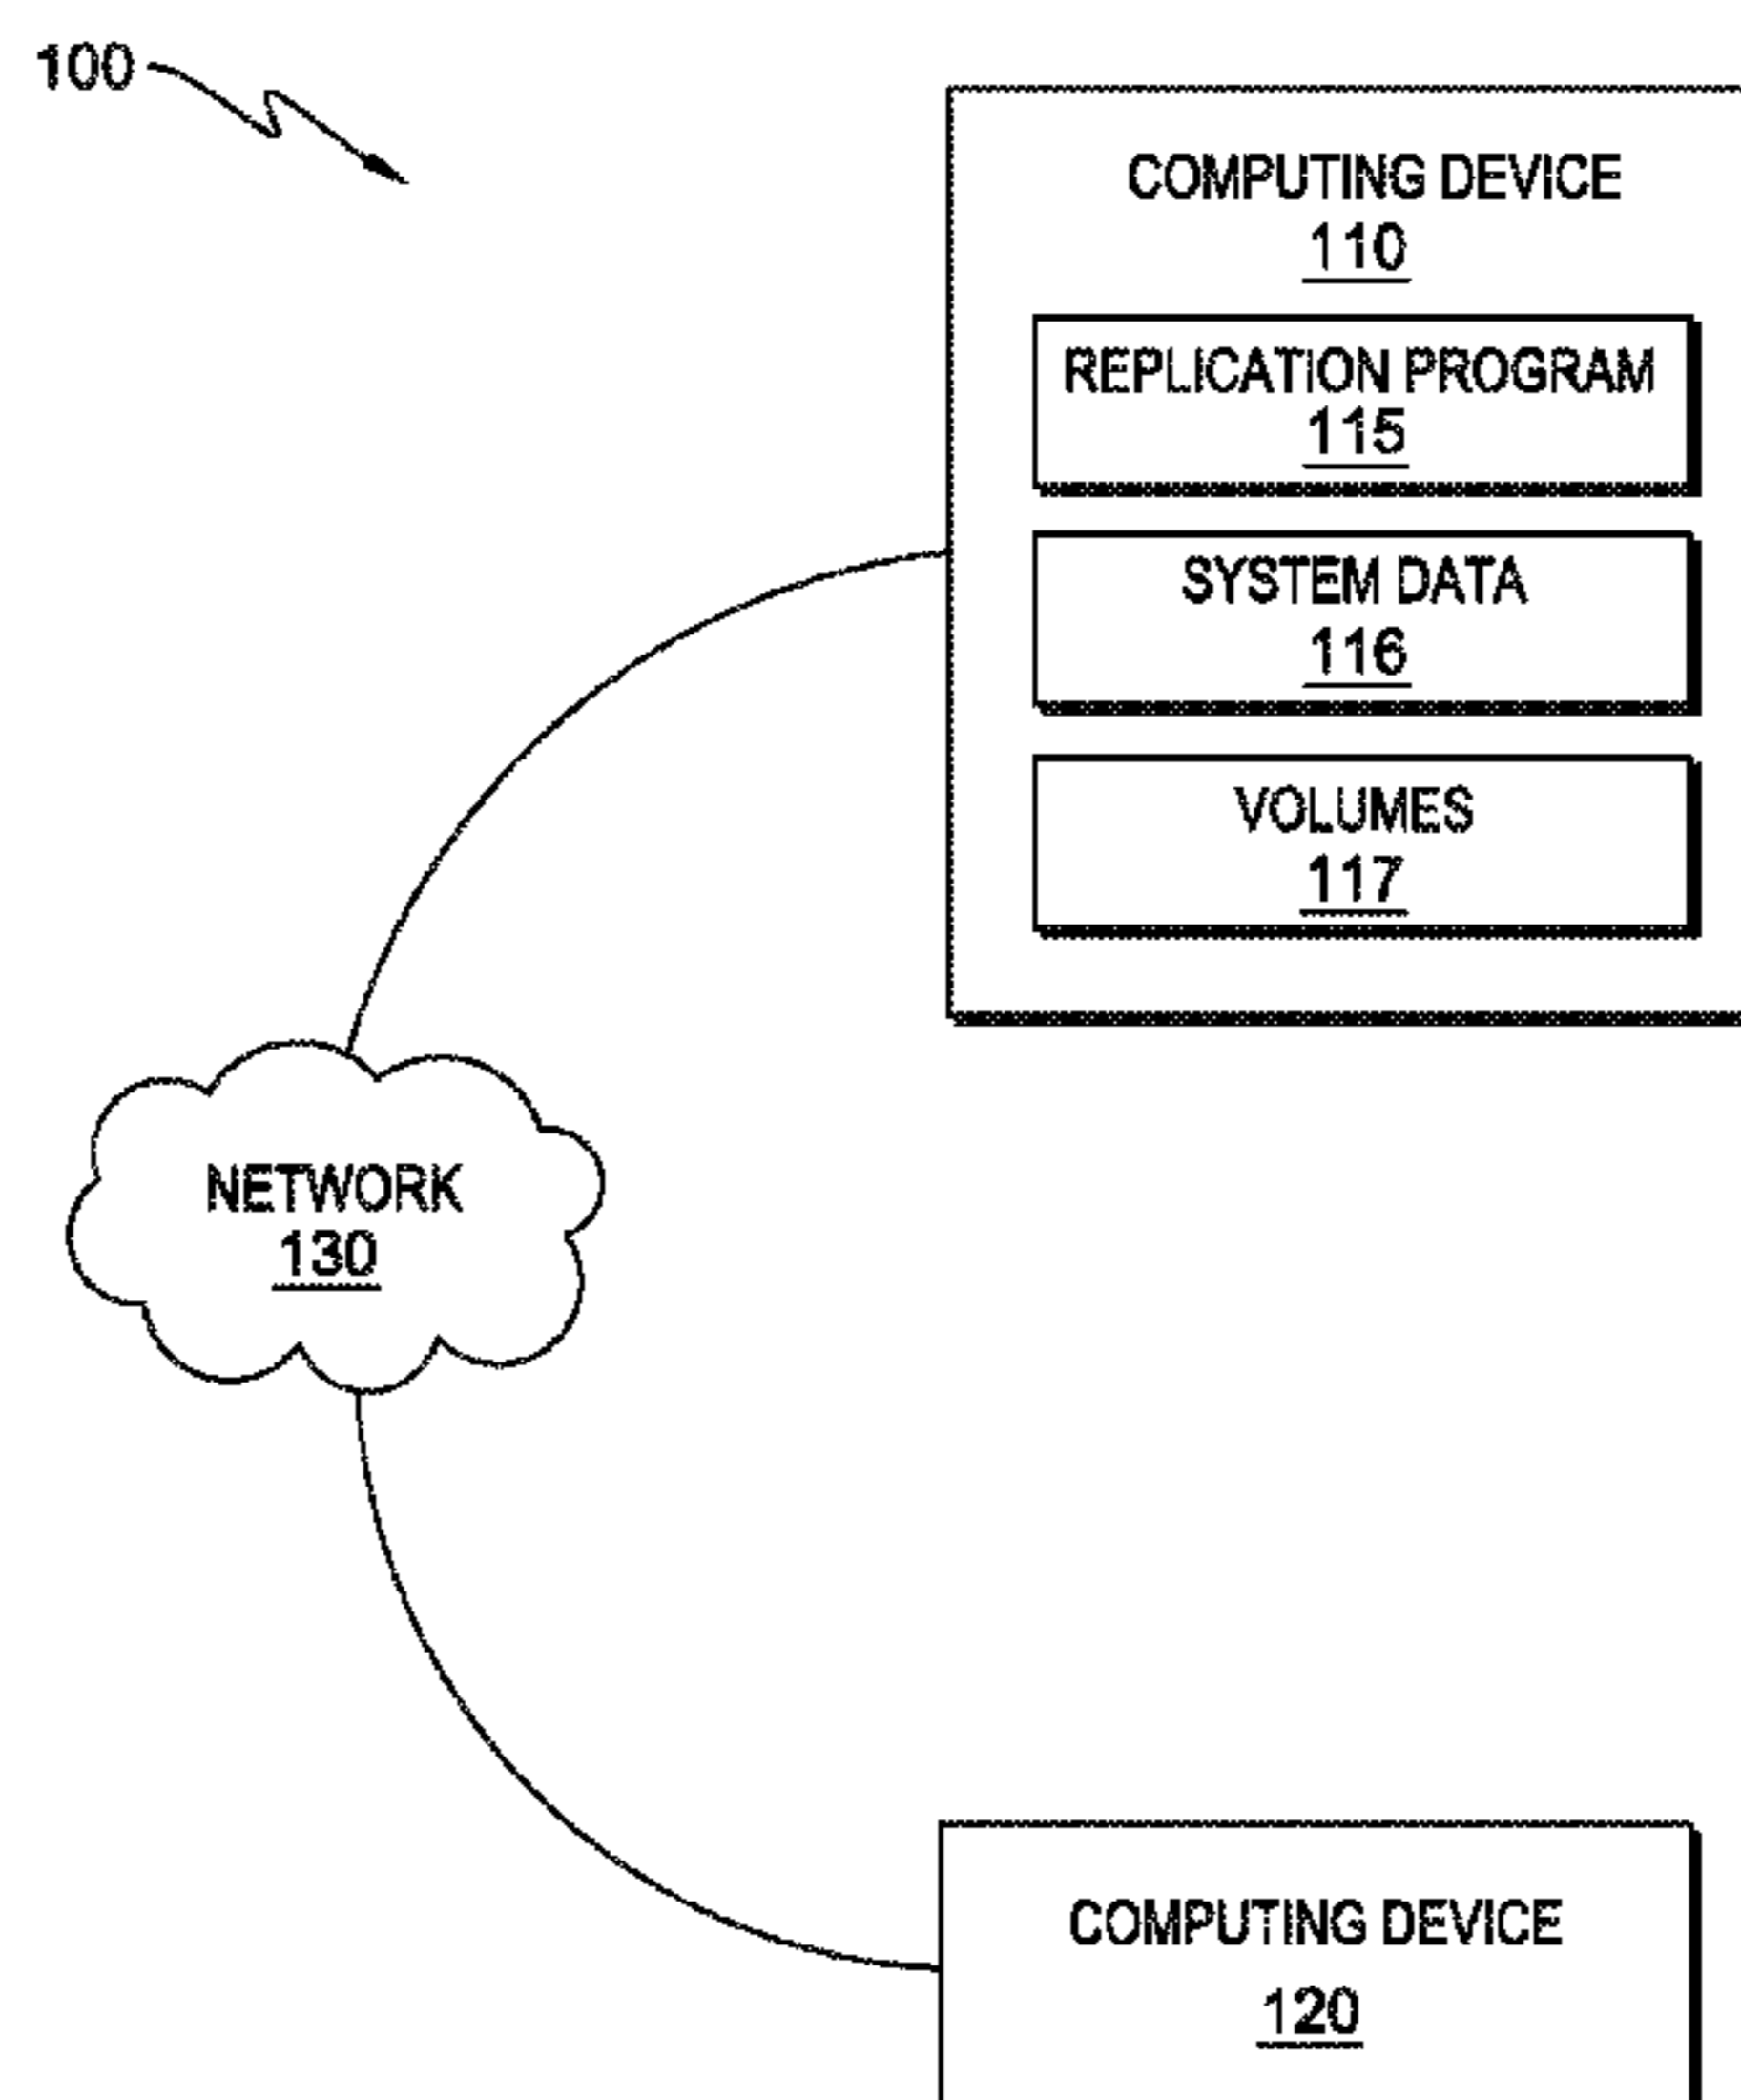 100
COMPUTING DEVICE
110
REPLICATION PROGRAM
115
SYSTEM DATA
116
VOLUMES
117
NETWORK
130
COMPUTING DEVICE
120